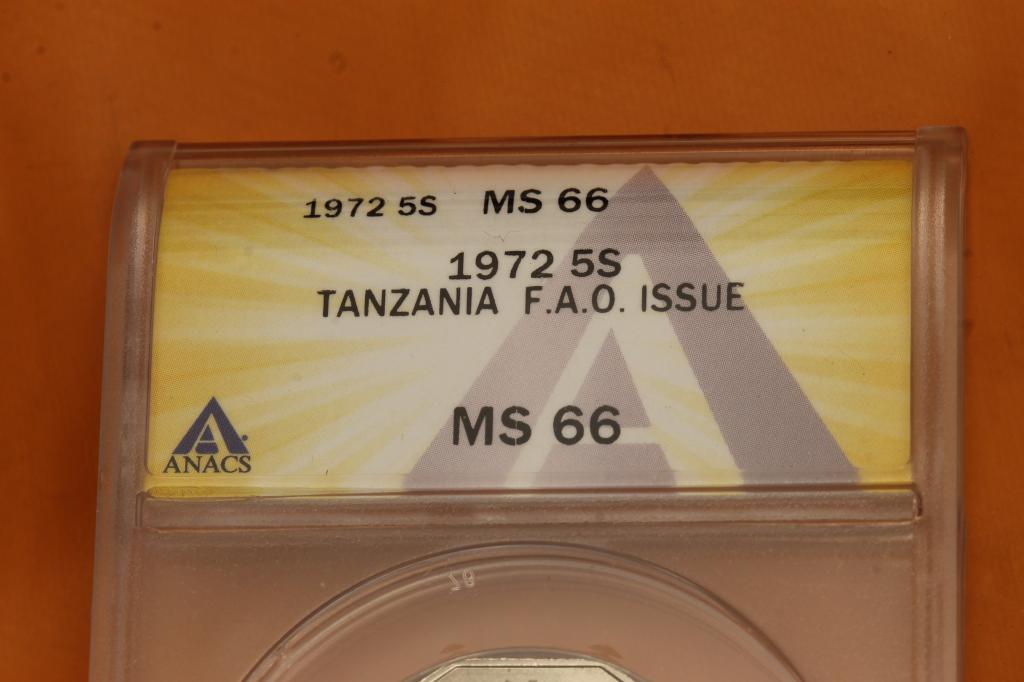 1972 5S MS 66
1972 5S
TANZANIA F.A.O. ISSUE
MS 66
ANACS